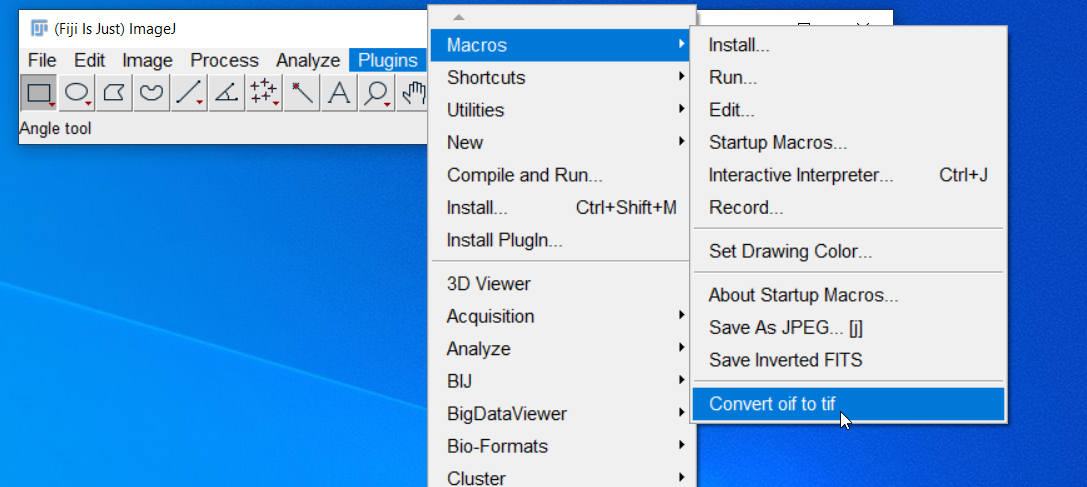 (Fiji Is Just) ImageJ
File Edit Image Process Analyze Plugins
A
Angle tool
Macros
Shortcuts
Utilities
New
Compile and Run...
Install... Ctrl+Shift+M
Install PlugIn...
3D Viewer
Acquisition
Analyze
BIJ
BigDataViewer
Bio-Formats
Cluster
Install...
Run...
Edit...
Startup Macros...
Interactive Interpreter... Ctrl+J
Record...
Set Drawing Color...
About Startup Macros...
Save As JPEG... [j]
Save Inverted FITS
Convert oif to tif